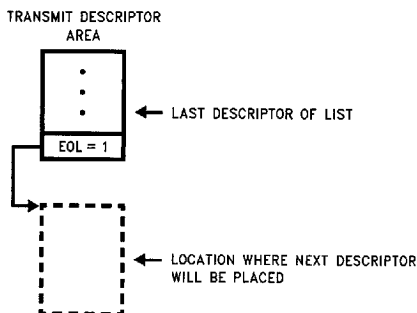 TRANSMIT DESCRIPTOR
AREA
LAST DESCRIPTOR OF LIST
EOL = 1
LOCATION WHERE NEXT DESCRIPTOR
WILL BE PLACED